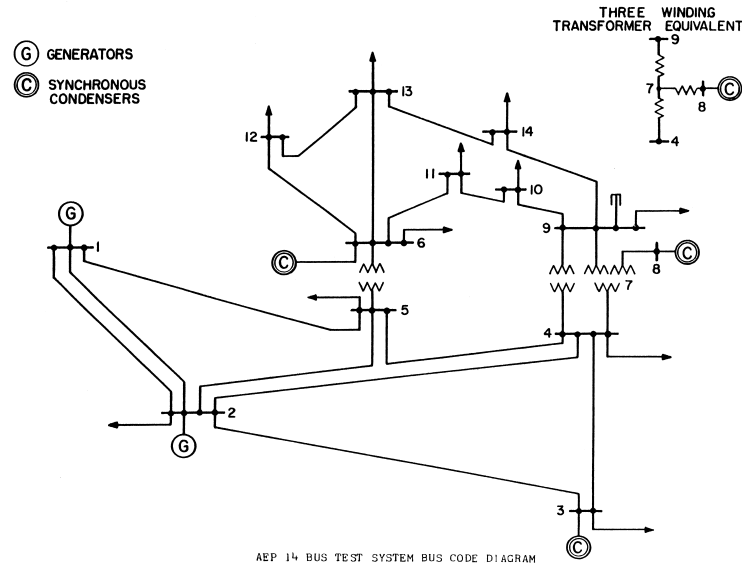 THREE WINDING
TRANSFORMER EQUIVALENT
G GENERATORS
C SYNCHRONOUS
CONDENSERS
9
7
8
C
4
13
12
14
11
10
G
1
6
9
C
8
C
7
5
4
2
G
3
C
AEP 14 BUS TEST SYSTEM BUS CODE DIAGRAM